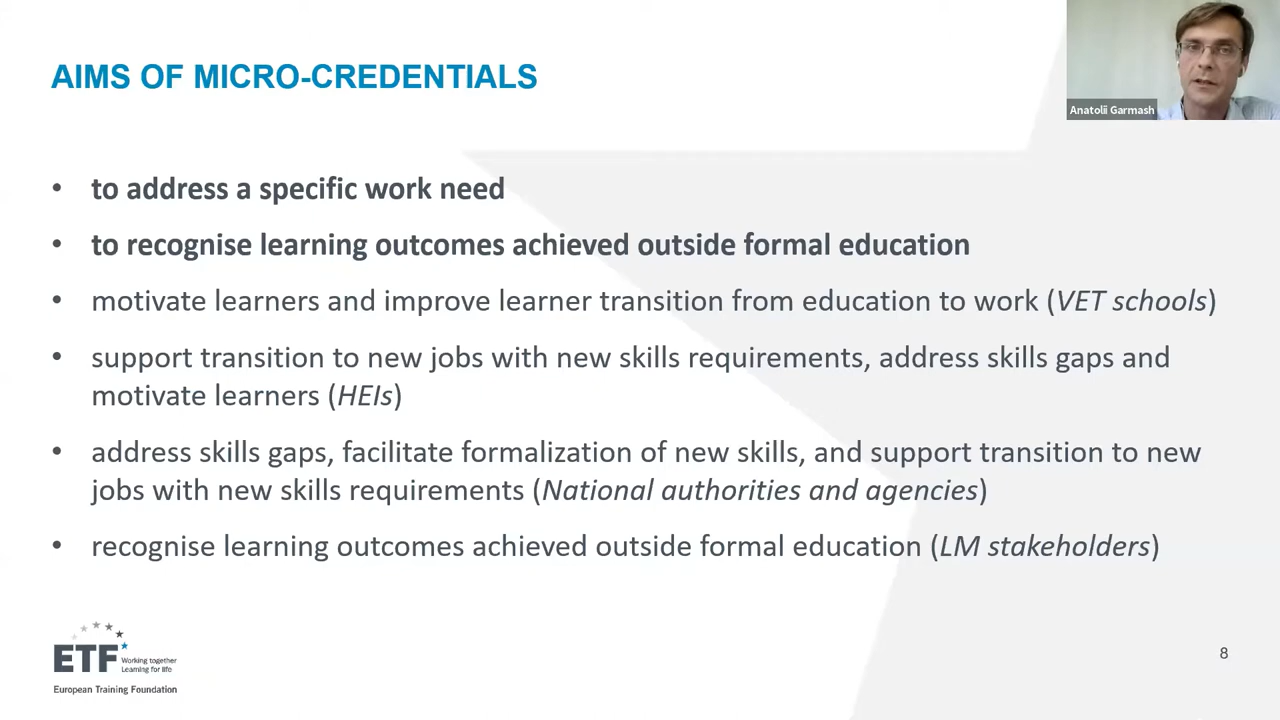 AIMS OF MICRO-CREDENTIALS
Anatolii Garmash
• to address a specific work need
• to recognise learning outcomes achieved outside formal education
• motivate learners and improve learner transition from education to work (VET schools)
• support transition to new jobs with new skills requirements, address skills gaps and
motivate learners (HEIs)
• address skills gaps, facilitate formalization of new skills, and support transition to new
jobs with new skills requirements (National authorities and agencies)
• recognise learning outcomes achieved outside formal education (LM stakeholders)
ETF
Working together
Learning for life
European Training Foundation
8